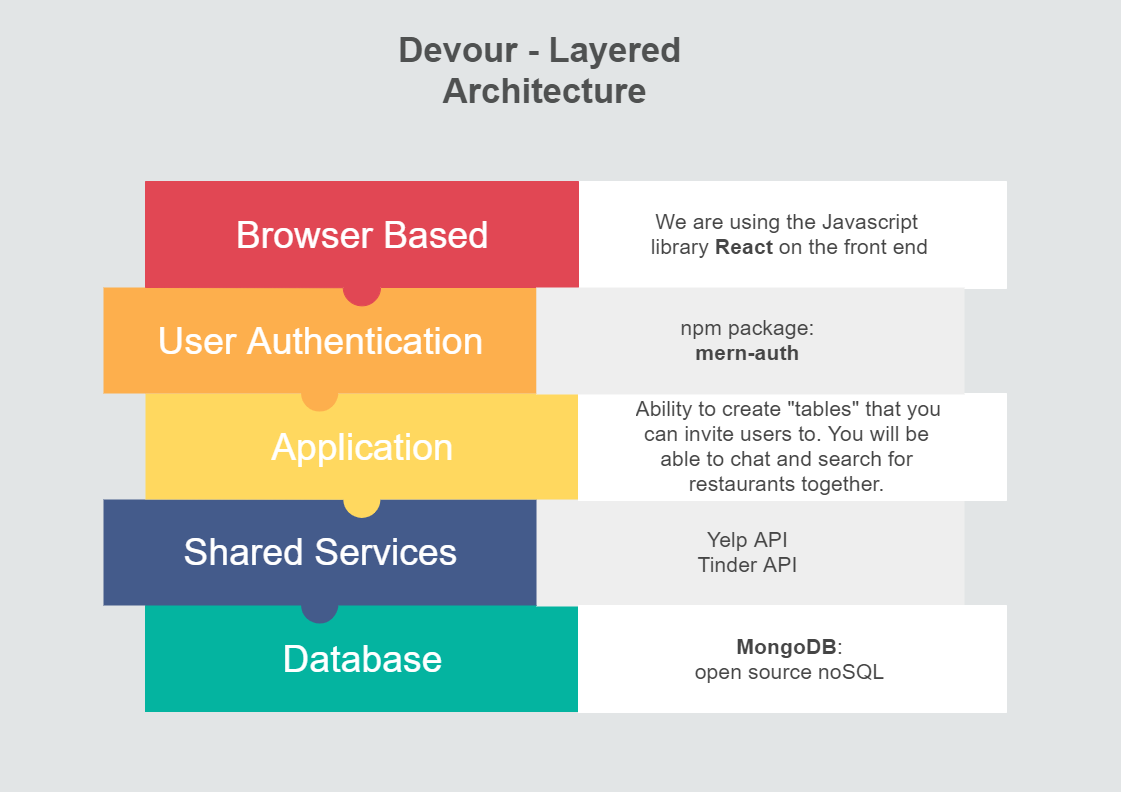 Devour - Layered
Architecture
Browser Based
We are using the Javascript
library React on the front end
User Authentication
npm package:
mern-auth
Application
Ability to create "tables" that you
can invite users to. You will be
able to chat and search for
restaurants together.
Shared Services
Yelp API
Tinder API
Database
MongoDB:
open source noSQL